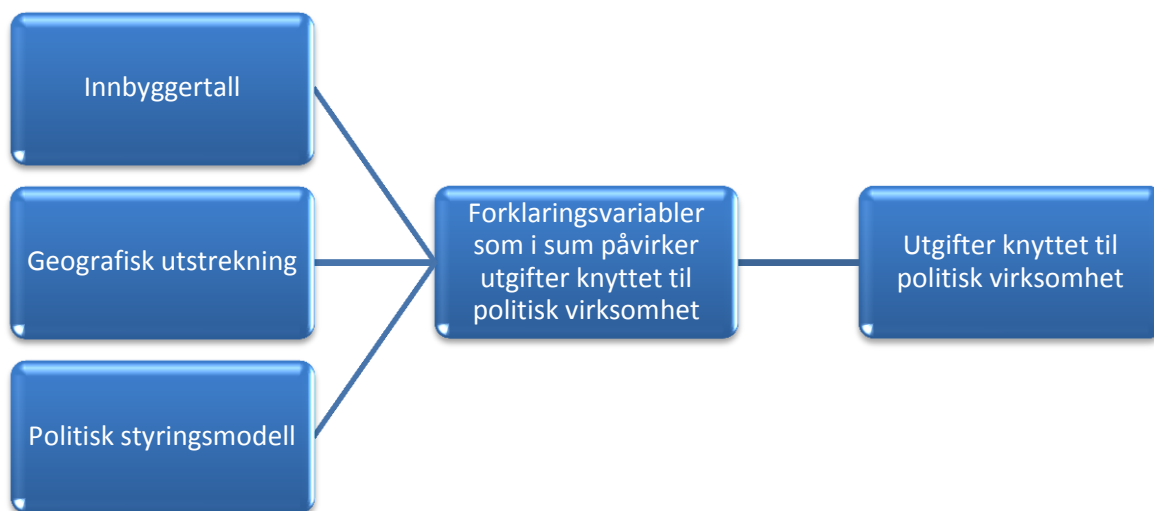 Innbyggertall
Geografisk utstrekning
Politisk styringsmodell
Forklaringsvariabler
som i sum påvirker
utgifter knyttet til
politisk virksomhet
Utgifter knyttet til
politisk virksomhet